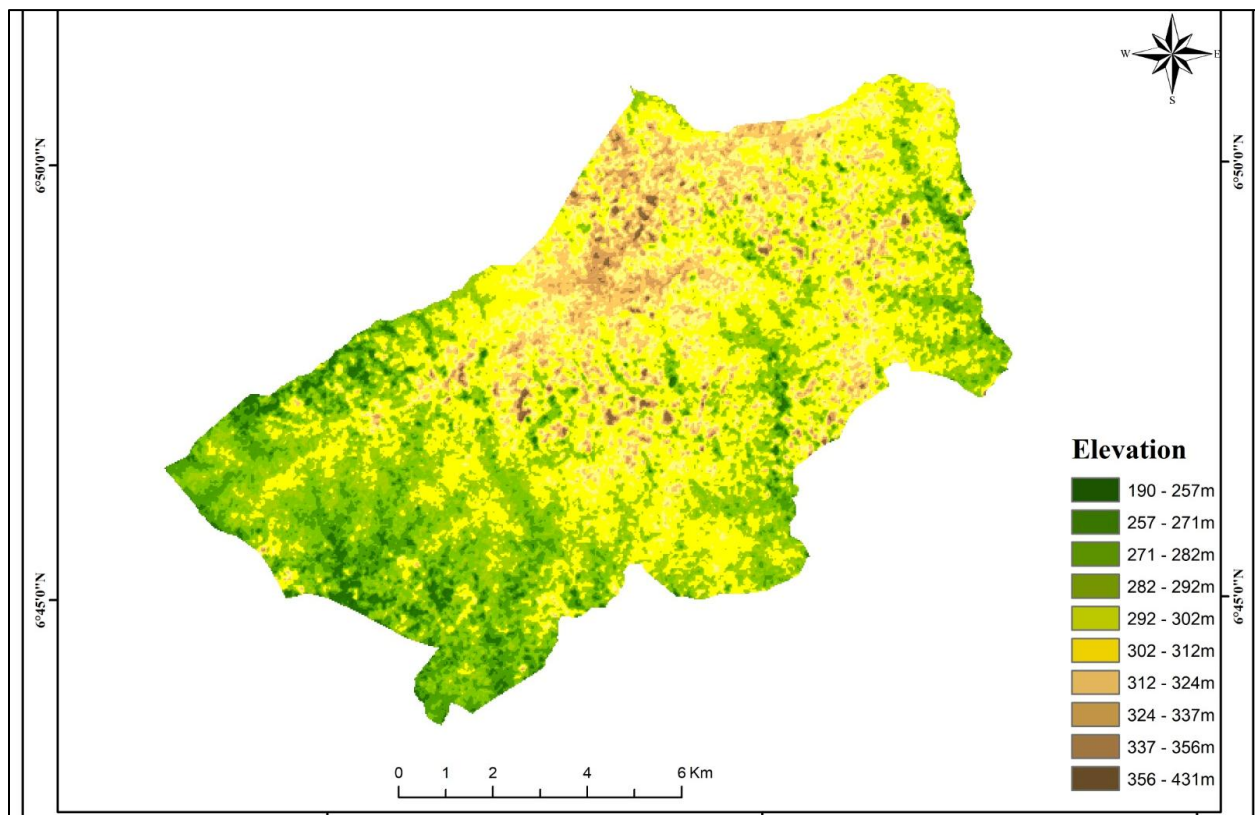 W
E
S
6°50'0"N
6°50'0"N
6°45'0"N
6°45'0"N
Elevation
190 - 257m
257 - 271m
271 - 282m
282 - 292m
292 - 302m
302 - 312m
312 - 324m
324 - 337m
337 - 356m
356 - 431m
0 1 2 4 6 Km